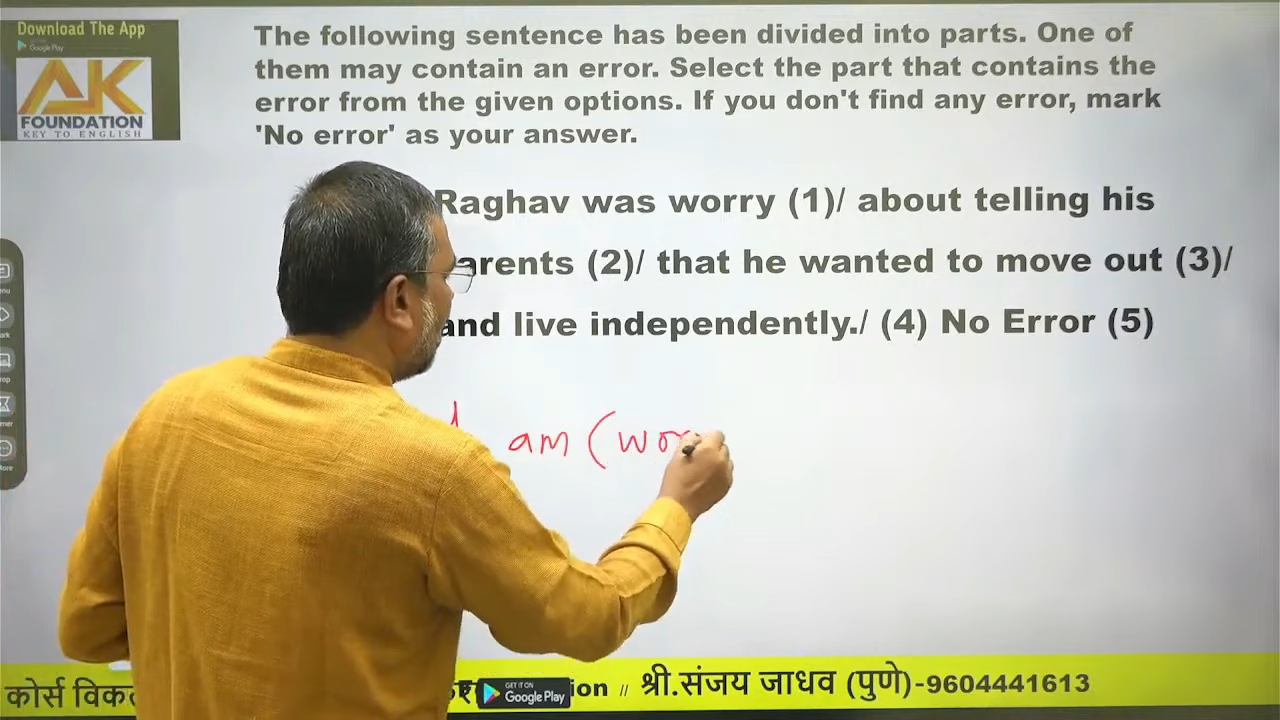 Download The App
Google Play
AK
FOUNDATION
KEY TO ENGLISH
The following sentence has been divided into parts. One of
them may contain an error. Select the part that contains the
error from the given options. If you don't find any error, mark
'No error' as your answer.
Raghav was worry (1)/ about telling his
arents (2)/ that he wanted to move out (3)/
and live independently./ (4) No Error (5)
am (wor
कोर्स विक
GET IT ON
Google Play
ion // श्री.संजय जाधव (पुणे)-9604441613